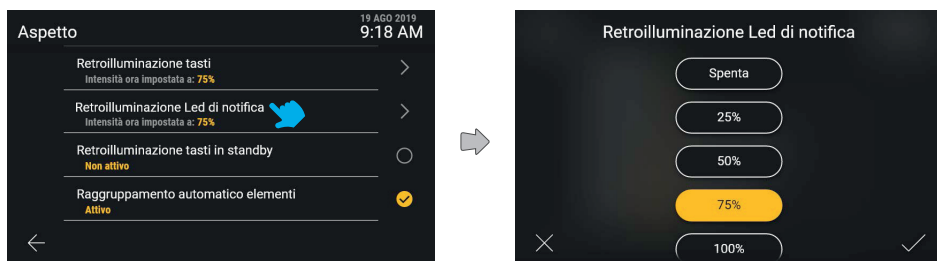 Aspetto
19 AGO 2019
9:18 AM
Retroilluminazione tasti
Intensità ora impostata a: 75%
Retroilluminazione Led di notifica
Intensità ora impostata a: 75%
Retroilluminazione tasti in standby
Non attivo
Raggruppamento automatico elementi
Attivo
Retroilluminazione Led di notifica
Spenta
25%
50%
75%
100%